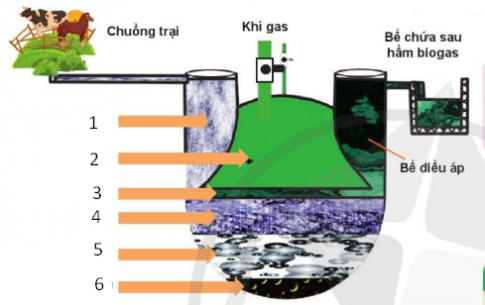 Chuồng trại
Khí gas
Bể chứa sau
hầm biogas
1
2
Bể điều áp
3
4
5
6